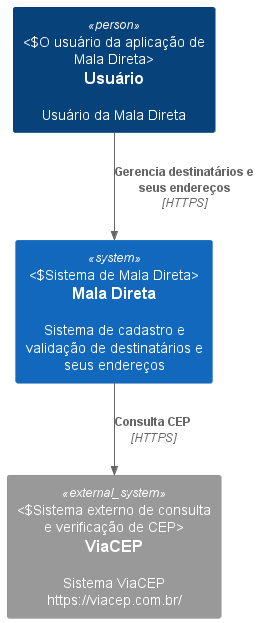 «person»
<$O usuário da aplicação de
Mala Direta>
Usuário
Usuário da Mala Direta
Gerencia destinatários e
seus endereços
[HTTPS]
«system»
<$Sistema de Mala Direta>
Mala Direta
Sistema de cadastro e
validação de destinatários e
seus endereços
Consulta CEP
[HTTPS]
«external_system»
<$Sistema externo de consulta
e verificação de CEP>
ViaCEP
Sistema ViaCEP
https://viacep.com.br/